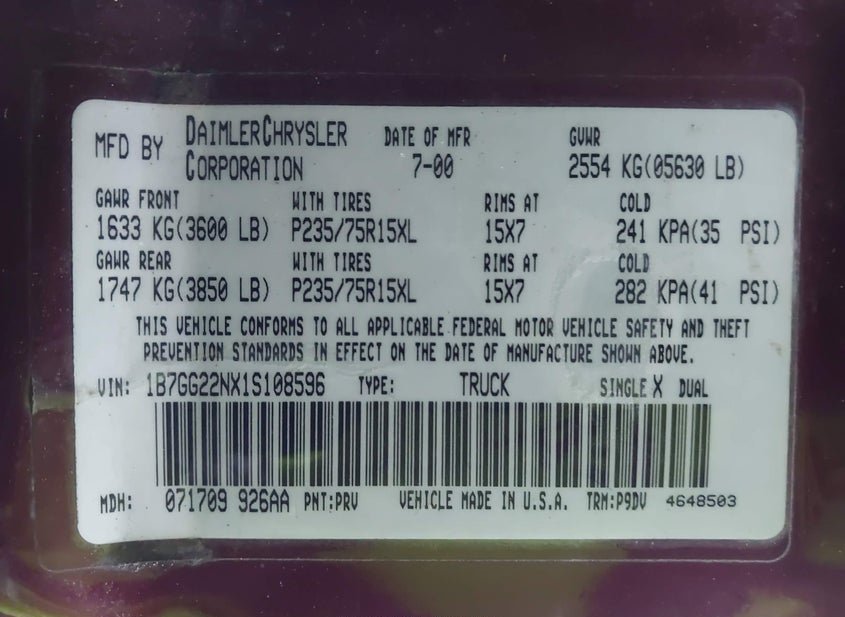 MFD BY DAIMLERCHRYSLER CORPORATION DATE OF MFR 7-00 GVWR 2554 KG(05630 LB)
GAWR FRONT WITH TIRES RIMS AT COLD
1633 KG(3600 LB) P235/75R15XL 15X7 241 KPA(35 PSI)
GAWR REAR WITH TIRES RIMS AT COLD
1747 KG(3850 LB) P235/75R15XL 15X7 282 KPA(41 PSI)
THIS VEHICLE CONFORMS TO ALL APPLICABLE FEDERAL MOTOR VEHICLE SAFETY AND THEFT
PREVENTION STANDARDS IN EFFECT ON THE DATE OF MANUFACTURE SHOWN ABOVE.
VIN: 1B7GG22NX1S108596 TYPE: TRUCK SINGLE X DUAL
MDH: 071709 926AA PNT:PRV VEHICLE MADE IN U.S.A. TRM:P9DV 4648503